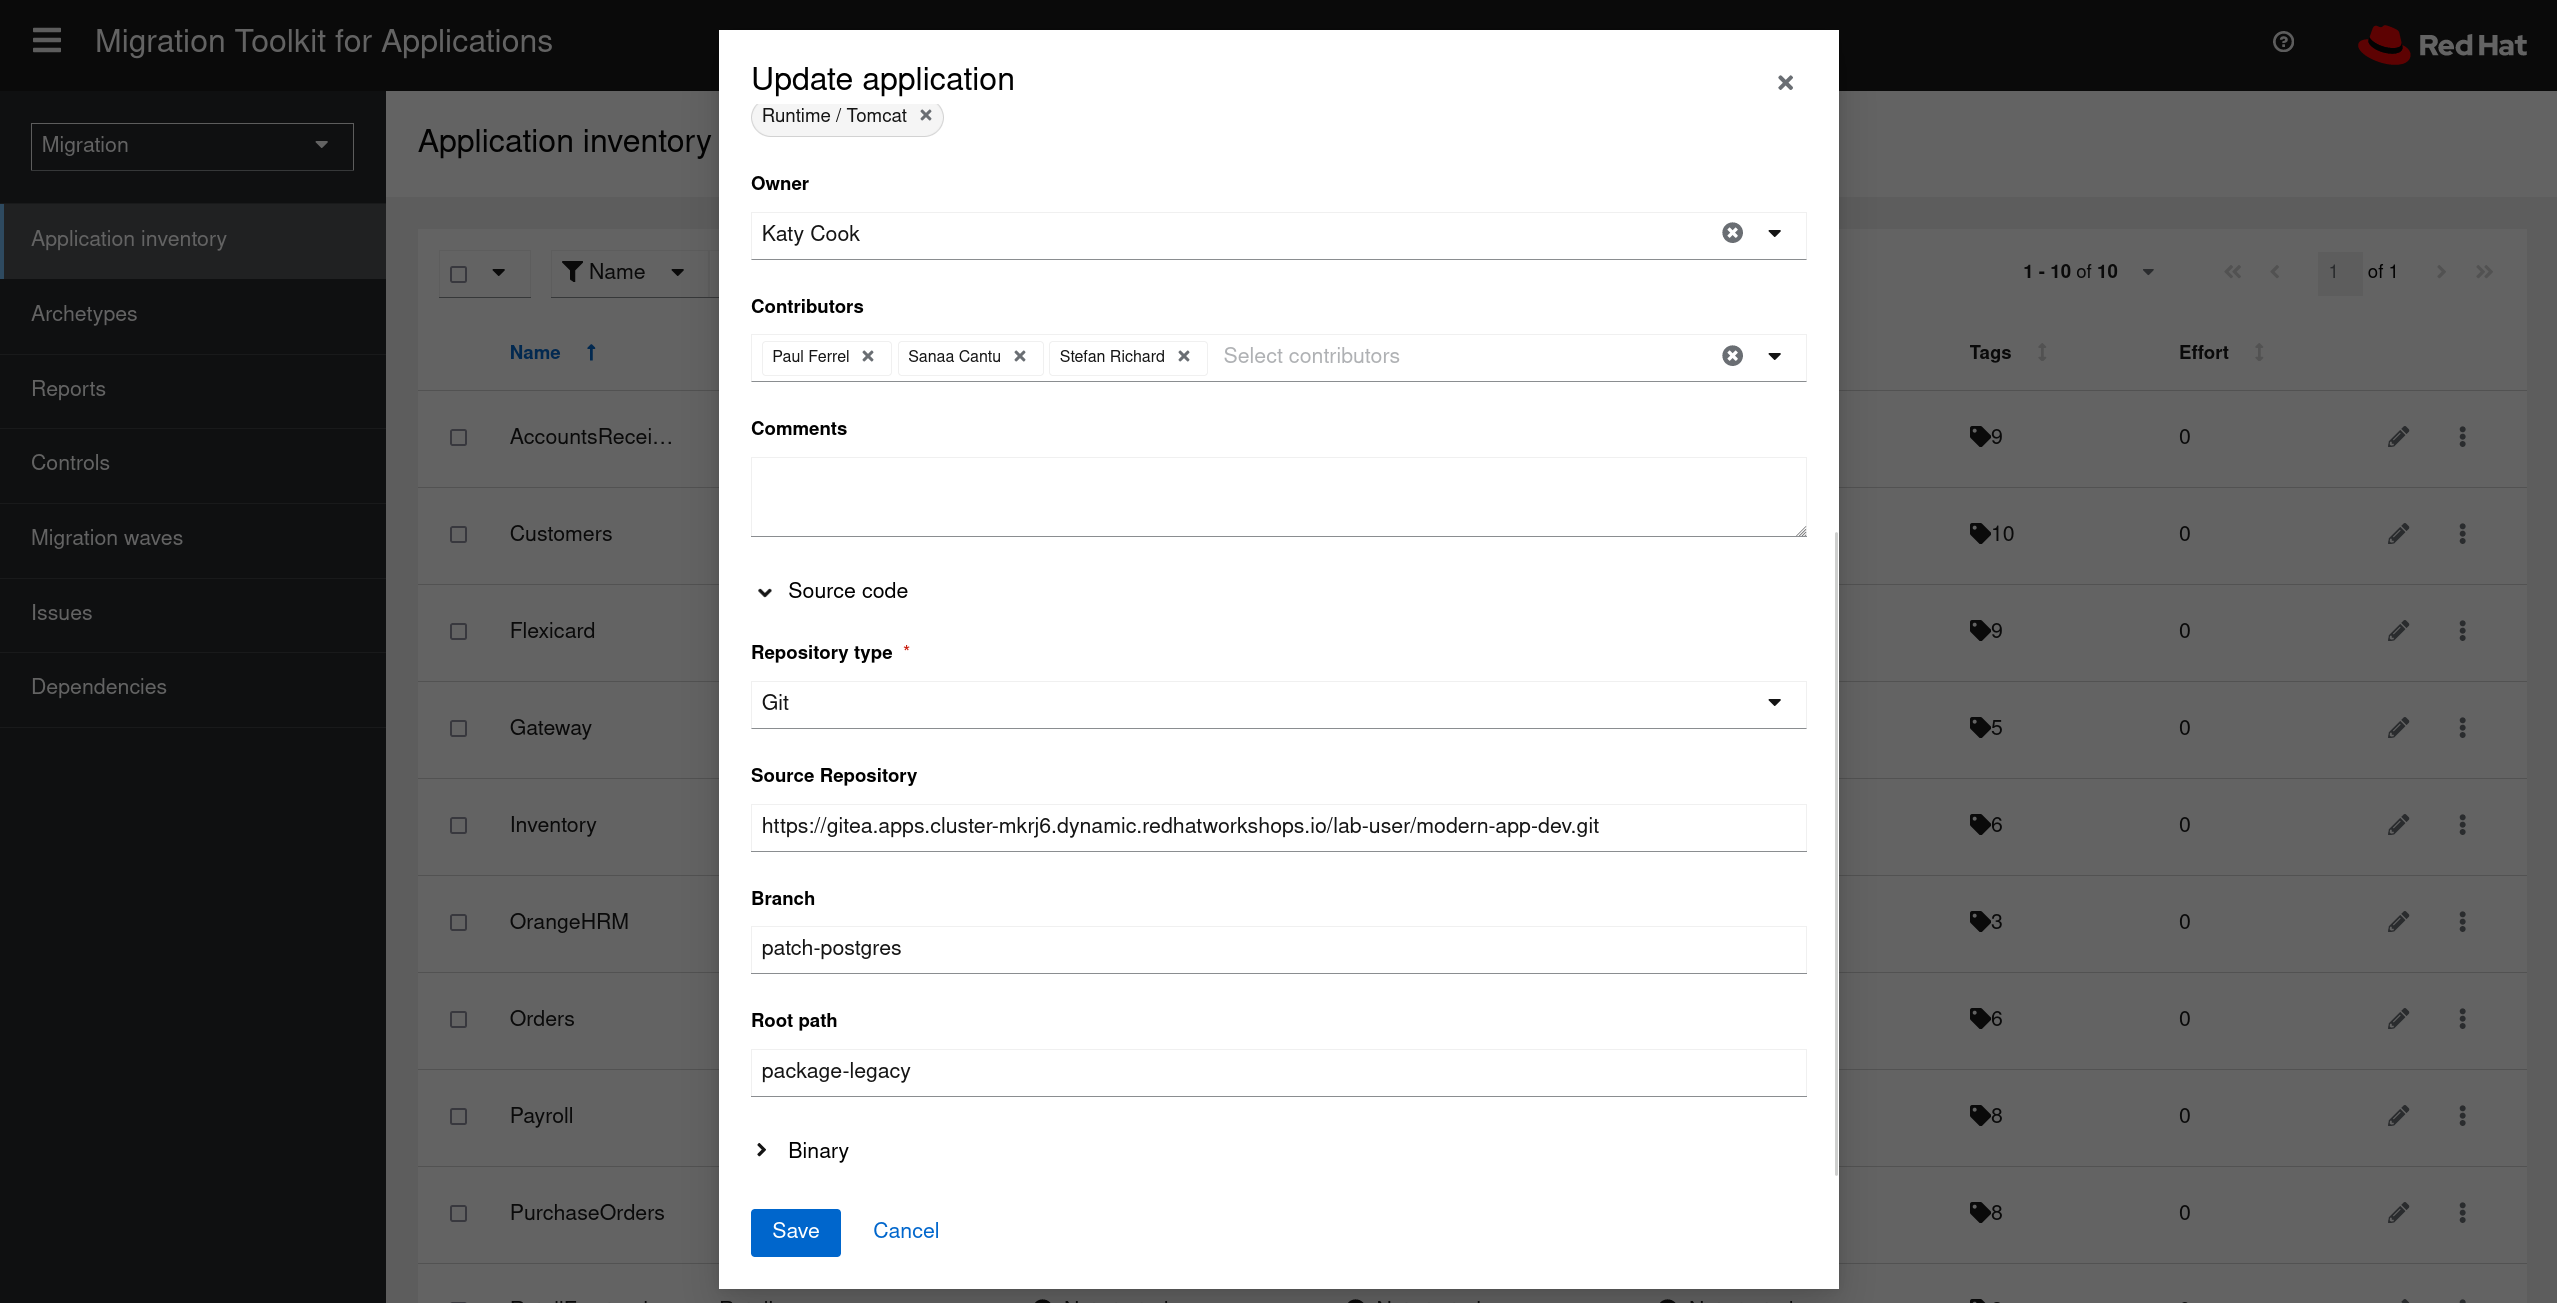 Migration Toolkit for Applications
Red Hat
Migration
Application inventory
Archetypes
Reports
Controls
Migration waves
Issues
Dependencies
Application inventory
Name
1 - 10 of 10
1 of 1
Name
Tags
Effort
AccountsRecei...
9
0
Customers
10
0
Flexicard
9
0
Gateway
5
0
Inventory
6
0
OrangeHRM
3
0
Orders
6
0
Payroll
8
0
PurchaseOrders
8
0
Update application
Runtime / Tomcat
Owner
Katy Cook
Contributors
Paul Ferrel Sanaa Cantu Stefan Richard Select contributors
Comments
Source code
Repository type *
Git
Source Repository
https://gitea.apps.cluster-mkrj6.dynamic.redhatworkshops.io/lab-user/modern-app-dev.git
Branch
patch-postgres
Root path
package-legacy
Binary
Save Cancel